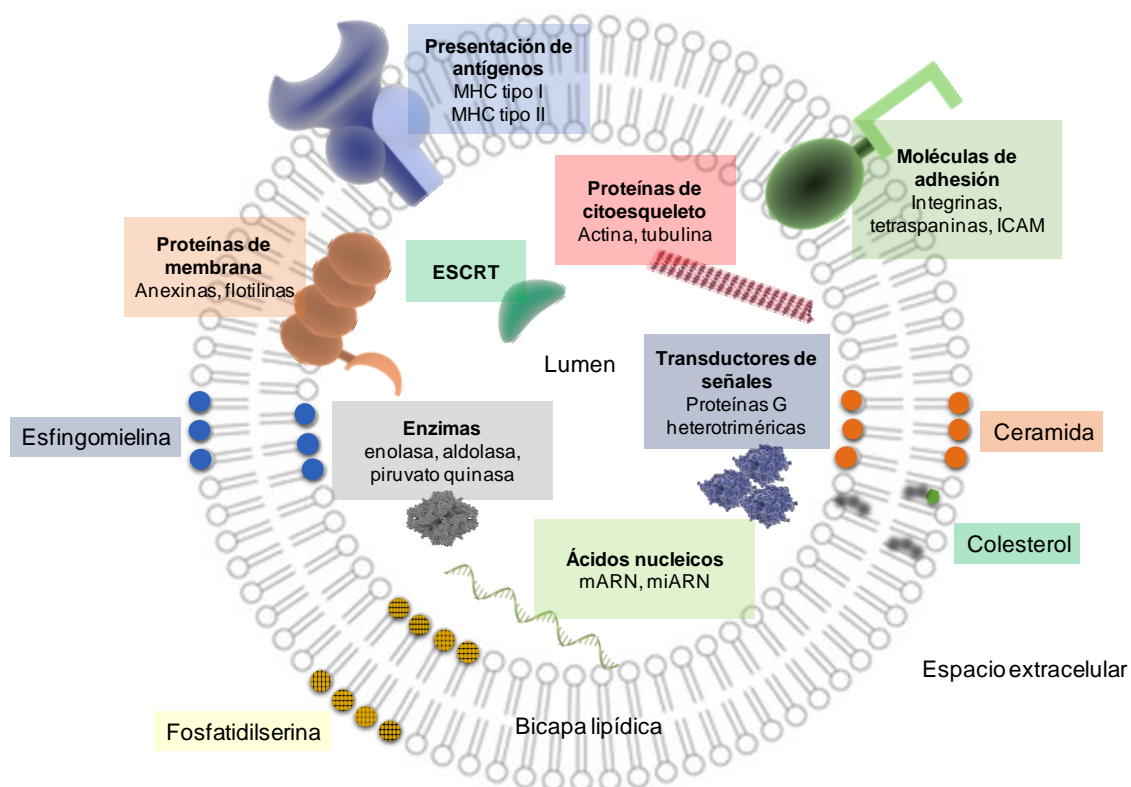 Presentación de
antígenos
MHC tipo I
MHC tipo II
Moléculas de
adhesión
Integrinas,
tetraspaninas, ICAM
Proteínas de
citoesqueleto
Actina, tubulina
Proteínas de
membrana
Anexinas, flotilinas
ESCRT
Lumen
Transductores de
señales
Proteínas G
heterotriméricas
Esfingomielina
Enzimas
enolasa, aldolasa,
piruvato quinasa
Ceramida
Colesterol
Ácidos nucleicos
mARN, miARN
Espacio extracelular
Fosfatidilserina
Bicapa lipídica